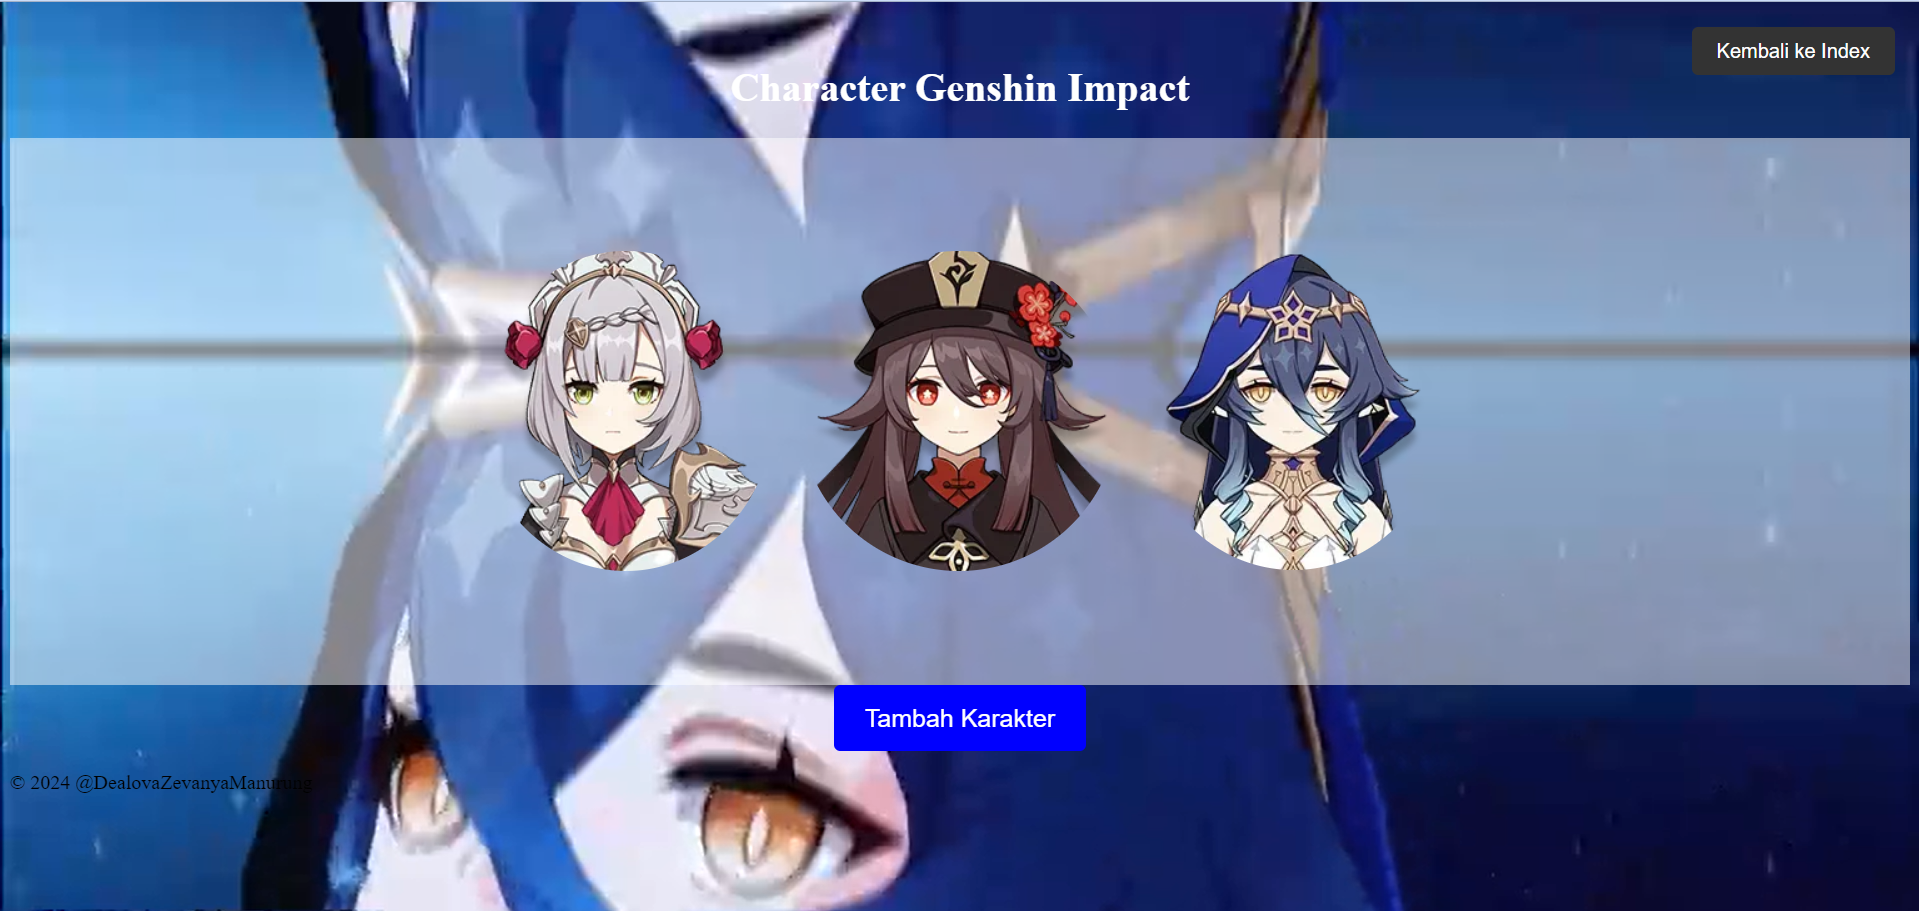 Kembali ke Index
Character Genshin Impact
Tambah Karakter
© 2024 @DealovaZevanyaManurung